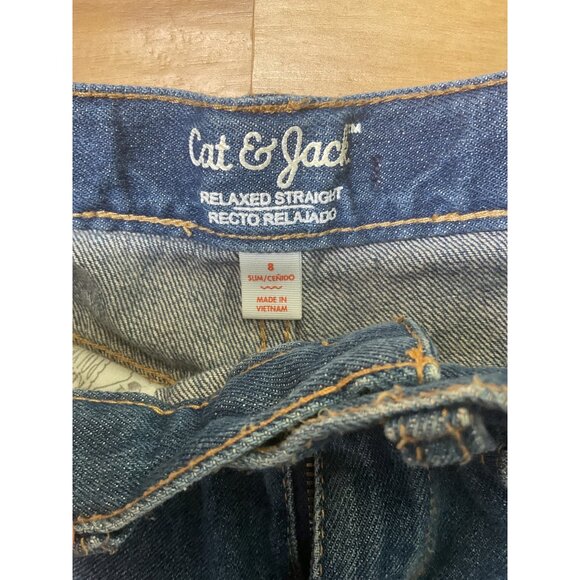 Cat & Jack™
RELAXED STRAIGHT
RECTO RELAJADO
8
SLIM/CEÑIDO
MADE IN
VIETNAM